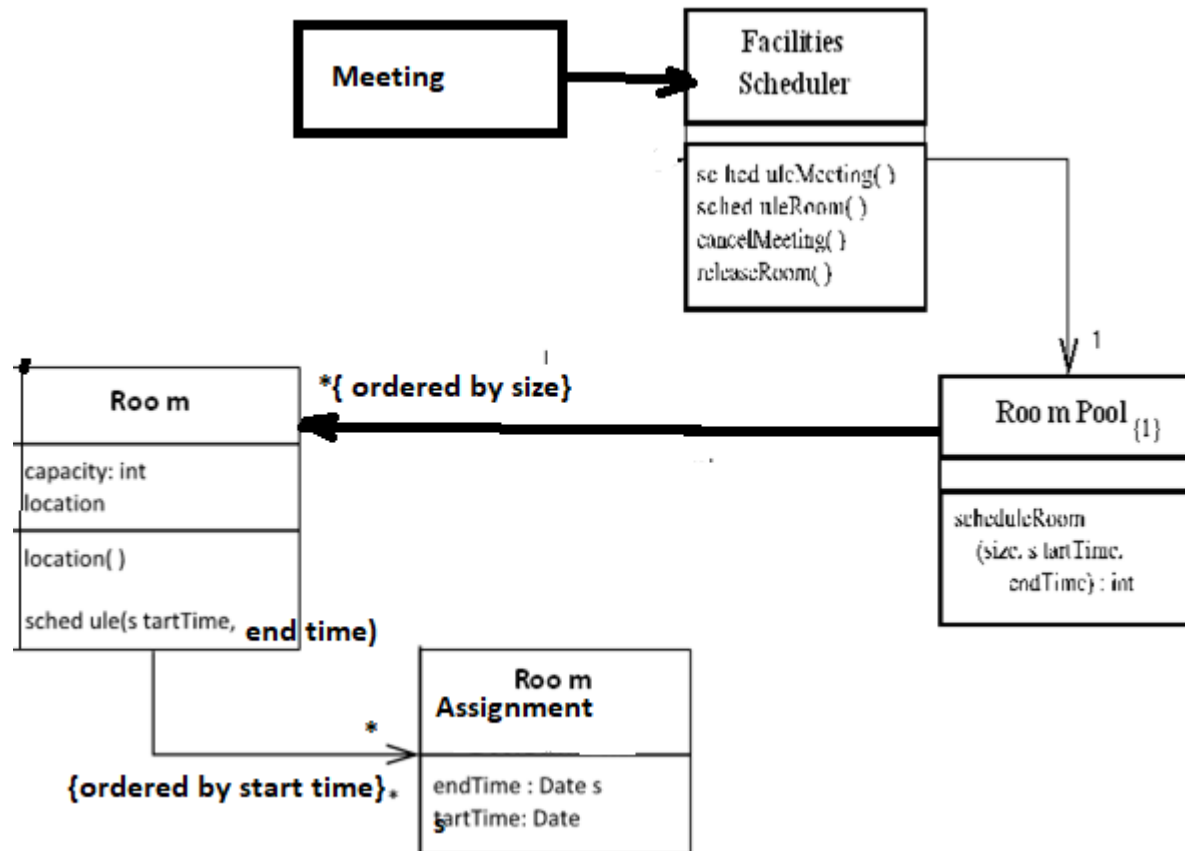 Meeting
Facilities
Scheduler
sc hed uleMeeting( )
sched uleRoom( )
cancelMeeting( )
releaseRoom( )
1
*{ ordered by size}
Roo m
capacity: int
location
location( )
sched ule(s tartTime, end time)
Roo m Pool {1}
scheduleRoom
(size, s tartTime,
endTime) : int
*
{ordered by start time}*
Roo m
Assignment
endTime : Date s
tartTime: Date
s